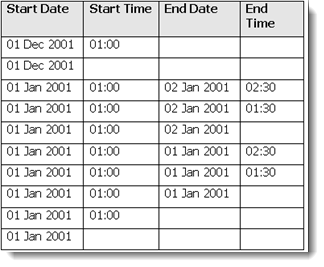 Start Date Start Time End Date End Time
01 Dec 2001 01:00
01 Dec 2001
01 Jan 2001 01:00 02 Jan 2001 02:30
01 Jan 2001 01:00 02 Jan 2001 01:30
01 Jan 2001 01:00 02 Jan 2001
01 Jan 2001 01:00 01 Jan 2001 02:30
01 Jan 2001 01:00 01 Jan 2001 01:30
01 Jan 2001 01:00 01 Jan 2001
01 Jan 2001 01:00
01 Jan 2001